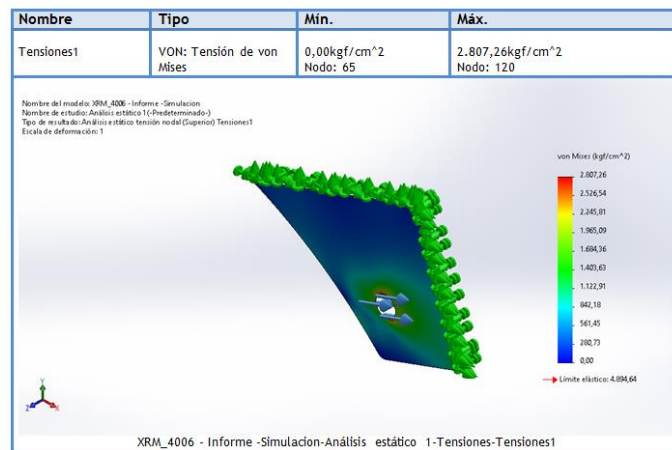 Nombre Tipo Mín. Máx.
Tensiones1 VON: Tensión de von Mises 0,00kgf/cm^2 Nodo: 65 2.807,26kgf/cm^2 Nodo: 120
Nombre del modelo: XRM_4006 - Informe -Simulacion
Nombre de estudio: Análisis estático 1(-Predeterminado-)
Tipo de resultado: Análisis estático tensión nodal (Superior) Tensiones1
Escala de deformación: 1
von Mises (kgf/cm^2)
2.807,26
2.526,54
2.245,81
1.965,09
1.684,36
1.403,63
1.122,91
842,18
561,45
280,73
0,00
Límite elástico: 4.894,64
Y
Z X
XRM_4006 - Informe -Simulacion-Análisis estático 1-Tensiones-Tensiones1